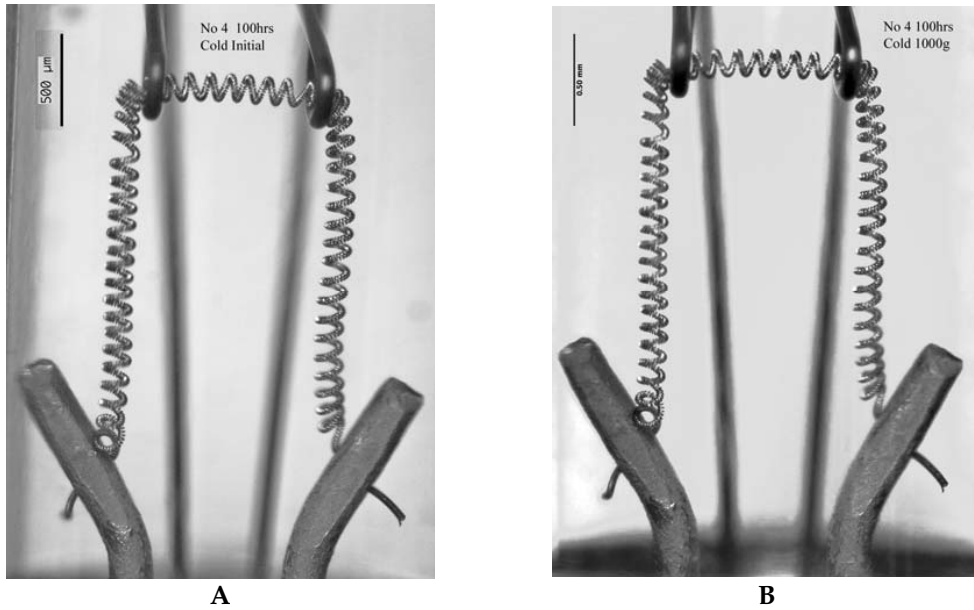 No 4 100hrs
Cold Initial
500 µm
No 4 100hrs
Cold 1000g
0.50 mm
A
B